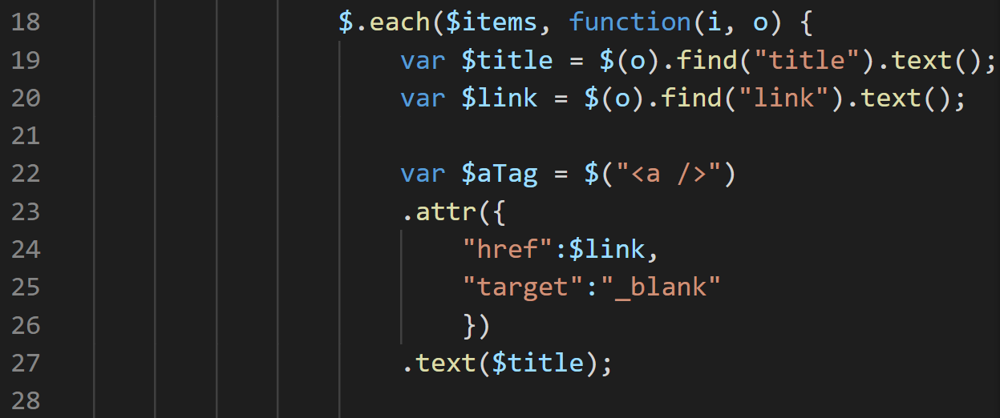 18 $.each($items, function(i, o) {
19 var $title = $(o).find("title").text();
20 var $link = $(o).find("link").text();
21
22 var $aTag = $("<a />")
23 .attr({
24 "href":$link,
25 "target":"_blank"
26 })
27 .text($title);
28